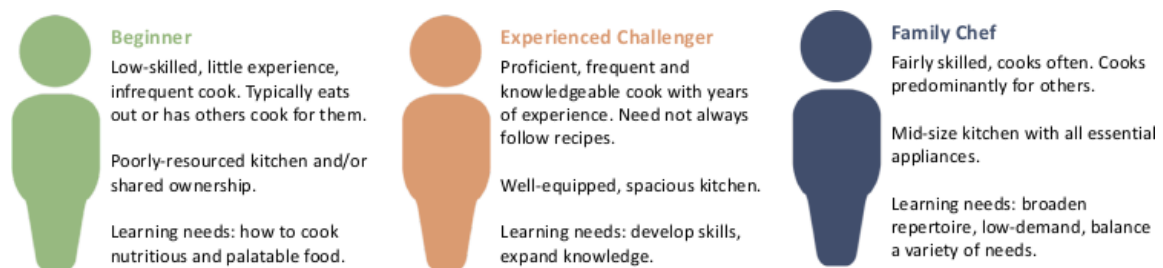 Beginner
Low-skilled, little experience,
infrequent cook. Typically eats
out or has others cook for them.
Poorly-resourced kitchen and/or
shared ownership.
Learning needs: how to cook
nutritious and palatable food.
Experienced Challenger
Proficient, frequent and
knowledgeable cook with years
of experience. Need not always
follow recipes.
Well-equipped, spacious kitchen.
Learning needs: develop skills,
expand knowledge.
Family Chef
Fairly skilled, cooks often. Cooks
predominantly for others.
Mid-size kitchen with all essential
appliances.
Learning needs: broaden
repertoire, low-demand, balance
a variety of needs.